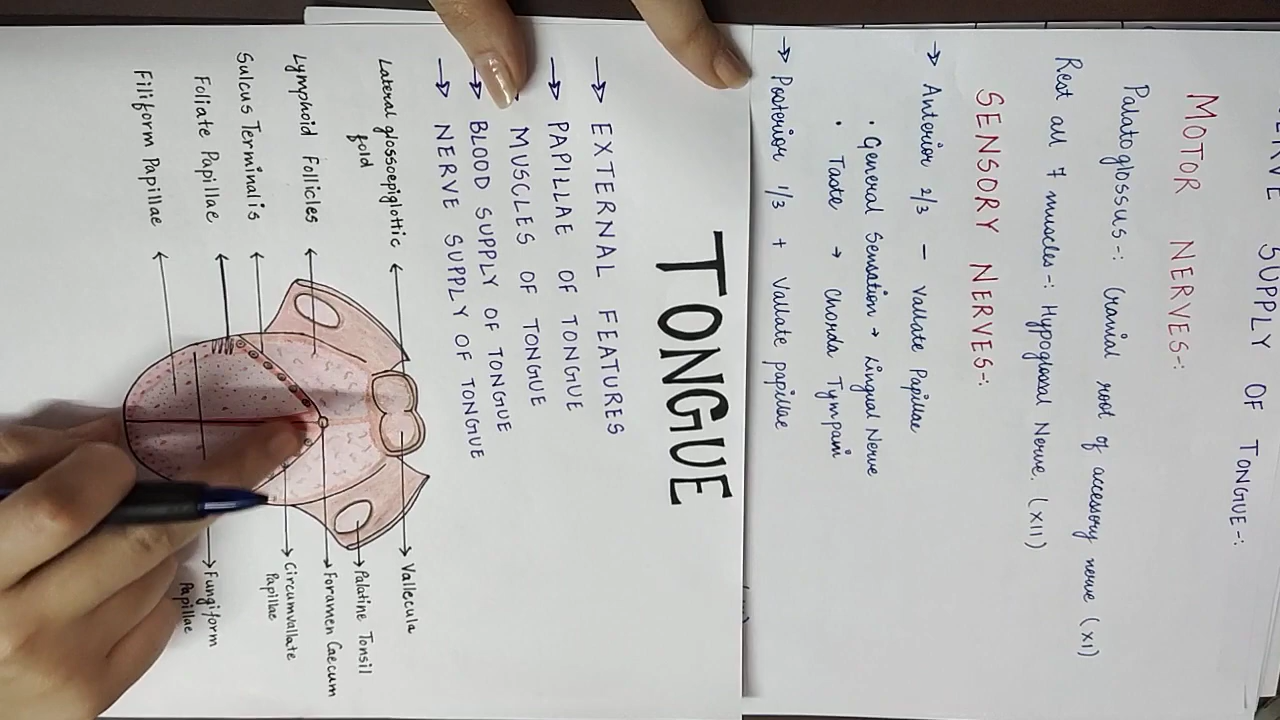 SUPPLY OF TONGUE-:
MOTOR NERVES-:
Palatoglossus-: Cranial root of accessory nerve (XI)
Rest all 7 muscles-: Hypoglossal Nerve. (XII)
SENSORY NERVES-:
→ Anterior 2/3 - Vallate Papillae
• General Sensation → Lingual Nerve
• Taste → Chorda Tympani
→ Posterior 1/3 + Vallate papillae
TONGUE
→ EXTERNAL FEATURES
→ PAPILLAE OF TONGUE
MUSCLES OF TONGUE
→ BLOOD SUPPLY OF TONGUE
→ NERVE SUPPLY OF TONGUE
Lateral glossoepiglottic
fold
Lymphoid Follicles
Sulcus Terminalis
Foliate Papillae
Filiform Papillae
Vallecula
Palatine Tonsil
Foramen Caecum
Circumvallate
Papillae
Fungiform
Papillae